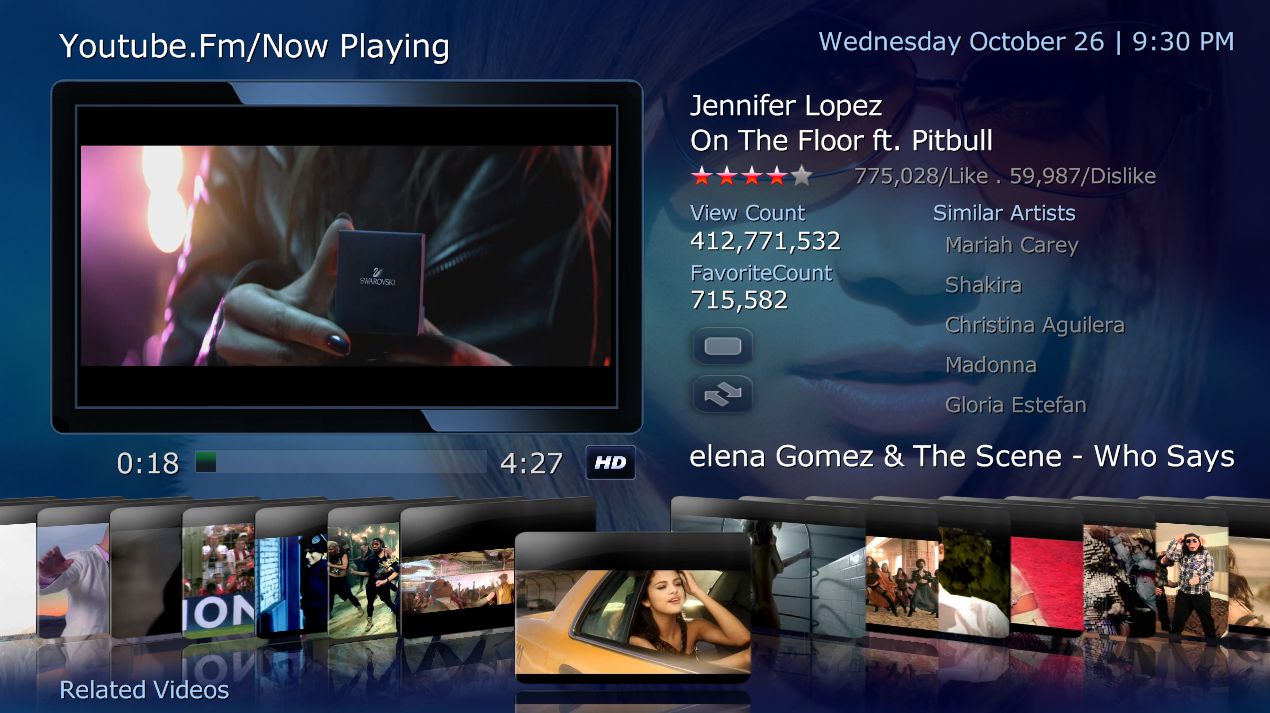 Youtube.Fm/Now Playing
Wednesday October 26 | 9:30 PM
SWAROVSKI
Jennifer Lopez
On The Floor ft. Pitbull
775,028/Like . 59,987/Dislike
View Count
412,771,532
FavoriteCount
715,582
Similar Artists
Mariah Carey
Shakira
Christina Aguilera
Madonna
Gloria Estefan
0:18
4:27
HD
elena Gomez & The Scene - Who Says
ION
Related Videos